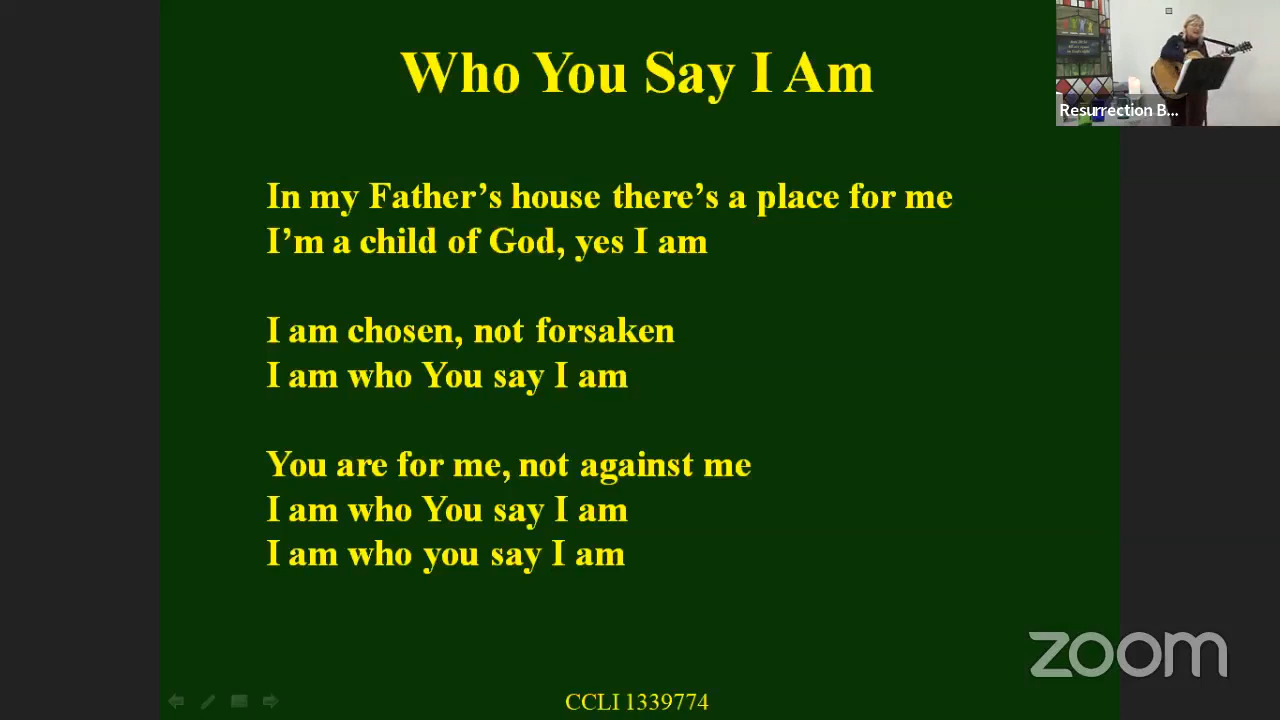 Who You Say I Am
Resurrection B...
In my Father’s house there’s a place for me
I’m a child of God, yes I am
I am chosen, not forsaken
I am who You say I am
You are for me, not against me
I am who You say I am
I am who you say I am
zoom
CCLI 1339774